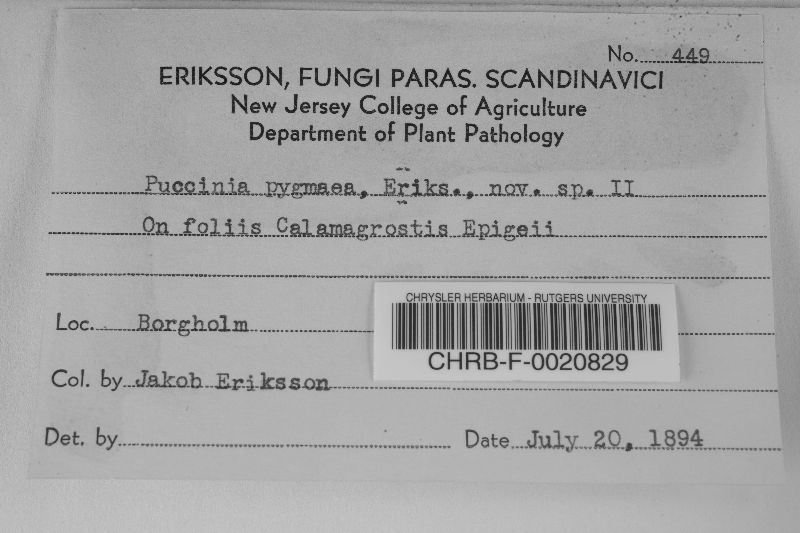 No. 449
ERIKSSON, FUNGI PARAS. SCANDINAVICI
New Jersey College of Agriculture
Department of Plant Pathology
Puccinia pygmaea, Eriks., nov. sp. II
On foliis Calamagrostis Epigeii
Loc. Borgholm
CHRYSLER HERBARIUM - RUTGERS UNIVERSITY
CHRB-F-0020829
Col. by Jakob Eriksson
Det. by
Date July 20, 1894